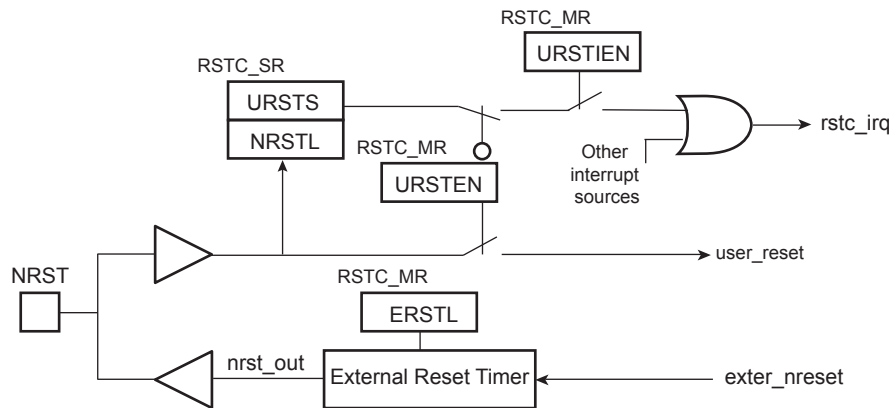 RSTC_MR
URSTIEN
RSTC_SR
URSTS
NRSTL
rstc_irq
RSTC_MR
URSTEN
Other
interrupt
sources
user_reset
NRST
RSTC_MR
ERSTL
nrst_out
External Reset Timer
exter_nreset